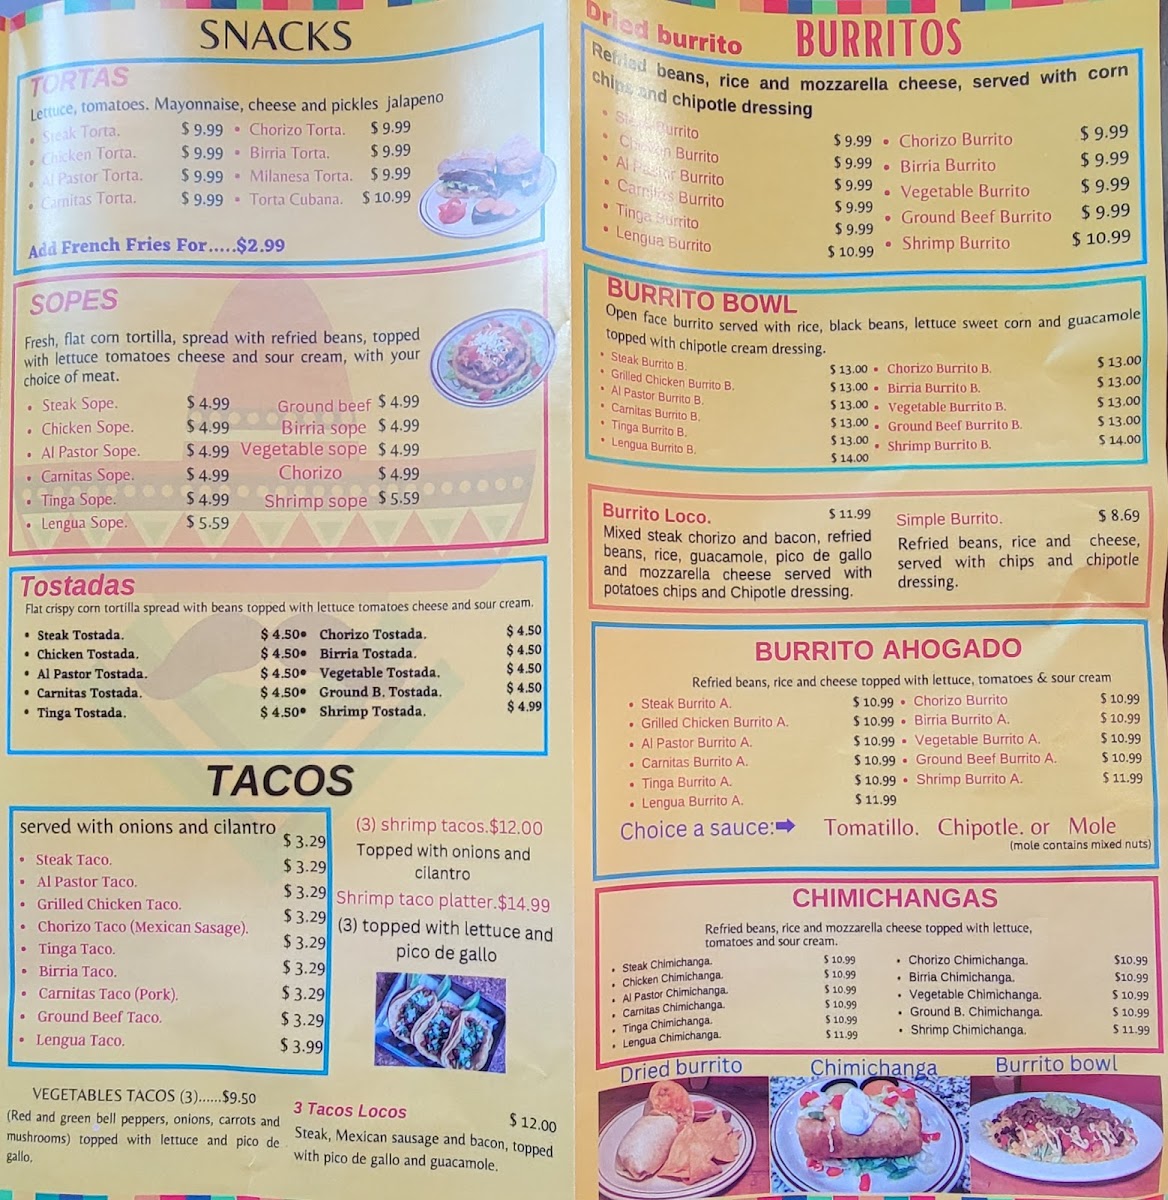 SNACKS
TORTAS
Lettuce, tomatoes. Mayonnaise, cheese and pickles jalapeno
• Steak Torta. $ 9.99 • Chorizo Torta. $ 9.99
• Chicken Torta. $ 9.99 • Birria Torta. $ 9.99
• Al Pastor Torta. $ 9.99 • Milanesa Torta. $ 9.99
• Carnitas Torta. $ 9.99 • Torta Cubana. $ 10.99
Add French Fries For.....$2.99
SOPES
Fresh, flat corn tortilla, spread with refried beans, topped
with lettuce tomatoes cheese and sour cream, with your
choice of meat.
• Steak Sope. $ 4.99 Ground beef $ 4.99
• Chicken Sope. $ 4.99 Birria sope $ 4.99
• Al Pastor Sope. $ 4.99 Vegetable sope $ 4.99
• Carnitas Sope. $ 4.99 Chorizo $ 4.99
• Tinga Sope. $ 4.99 Shrimp sope $ 5.59
• Lengua Sope. $ 5.59
Tostadas
Flat crispy corn tortilla spread with beans topped with lettuce tomatoes cheese and sour cream.
• Steak Tostada. $ 4.50 • Chorizo Tostada. $ 4.50
• Chicken Tostada. $ 4.50 • Birria Tostada. $ 4.50
• Al Pastor Tostada. $ 4.50 • Vegetable Tostada. $ 4.50
• Carnitas Tostada. $ 4.50 • Ground B. Tostada. $ 4.50
• Tinga Tostada. $ 4.50 • Shrimp Tostada. $ 4.99
TACOS
served with onions and cilantro
• Steak Taco. $ 3.29
• Al Pastor Taco. $ 3.29
• Grilled Chicken Taco. $ 3.29
• Chorizo Taco (Mexican Sasage). $ 3.29
• Tinga Taco. $ 3.29
• Birria Taco. $ 3.29
• Carnitas Taco (Pork). $ 3.29
• Ground Beef Taco. $ 3.29
• Lengua Taco. $ 3.99
(3) shrimp tacos.$12.00
Topped with onions and
cilantro
Shrimp taco platter.$14.99
(3) topped with lettuce and
pico de gallo
VEGETABLES TACOS (3)......$9.50
(Red and green bell peppers, onions, carrots and
mushrooms) topped with lettuce and pico de
gallo.
3 Tacos Locos $ 12.00
Steak, Mexican sausage and bacon, topped
with pico de gallo and guacamole.
Dried burrito BURRITOS
Refried beans, rice and mozzarella cheese, served with corn
chips and chipotle dressing
• Steak Burrito $ 9.99 • Chorizo Burrito $ 9.99
• Chicken Burrito $ 9.99 • Birria Burrito $ 9.99
• Al Pastor Burrito $ 9.99 • Vegetable Burrito $ 9.99
• Carnitas Burrito $ 9.99 • Ground Beef Burrito $ 9.99
• Tinga Burrito $ 9.99 • Shrimp Burrito $ 10.99
• Lengua Burrito $ 10.99
BURRITO BOWL
Open face burrito served with rice, black beans, lettuce sweet corn and guacamole
topped with chipotle cream dressing.
• Steak Burrito B. $ 13.00 • Chorizo Burrito B. $ 13.00
• Grilled Chicken Burrito B. $ 13.00 • Birria Burrito B. $ 13.00
• Al Pastor Burrito B. $ 13.00 • Vegetable Burrito B. $ 13.00
• Carnitas Burrito B. $ 13.00 • Ground Beef Burrito B. $ 13.00
• Tinga Burrito B. $ 13.00 • Shrimp Burrito B. $ 14.00
• Lengua Burrito B. $ 14.00
Burrito Loco. $ 11.99
Mixed steak chorizo and bacon, refried
beans, rice, guacamole, pico de gallo
and mozzarella cheese served with
potatoes chips and Chipotle dressing.
Simple Burrito. $ 8.69
Refried beans, rice and cheese,
served with chips and chipotle
dressing.
BURRITO AHOGADO
Refried beans, rice and cheese topped with lettuce, tomatoes & sour cream
• Steak Burrito A. $ 10.99 • Chorizo Burrito $ 10.99
• Grilled Chicken Burrito A. $ 10.99 • Birria Burrito A. $ 10.99
• Al Pastor Burrito A. $ 10.99 • Vegetable Burrito A. $ 10.99
• Carnitas Burrito A. $ 10.99 • Ground Beef Burrito A. $ 10.99
• Tinga Burrito A. $ 10.99 • Shrimp Burrito A. $ 11.99
• Lengua Burrito A. $ 11.99
Choice a sauce:➡ Tomatillo. Chipotle. or Mole
(mole contains mixed nuts)
CHIMICHANGAS
Refried beans, rice and mozzarella cheese topped with lettuce,
tomatoes and sour cream.
• Steak Chimichanga. $ 10.99 • Chorizo Chimichanga. $10.99
• Chicken Chimichanga. $ 10.99 • Birria Chimichanga. $10.99
• Al Pastor Chimichanga. $ 10.99 • Vegetable Chimichanga. $ 10.99
• Carnitas Chimichanga. $ 10.99 • Ground B. Chimichanga. $ 10.99
• Tinga Chimichanga. $ 10.99 • Shrimp Chimichanga. $ 11.99
• Lengua Chimichanga. $ 11.99
Dried burrito Chimichanga Burrito bowl